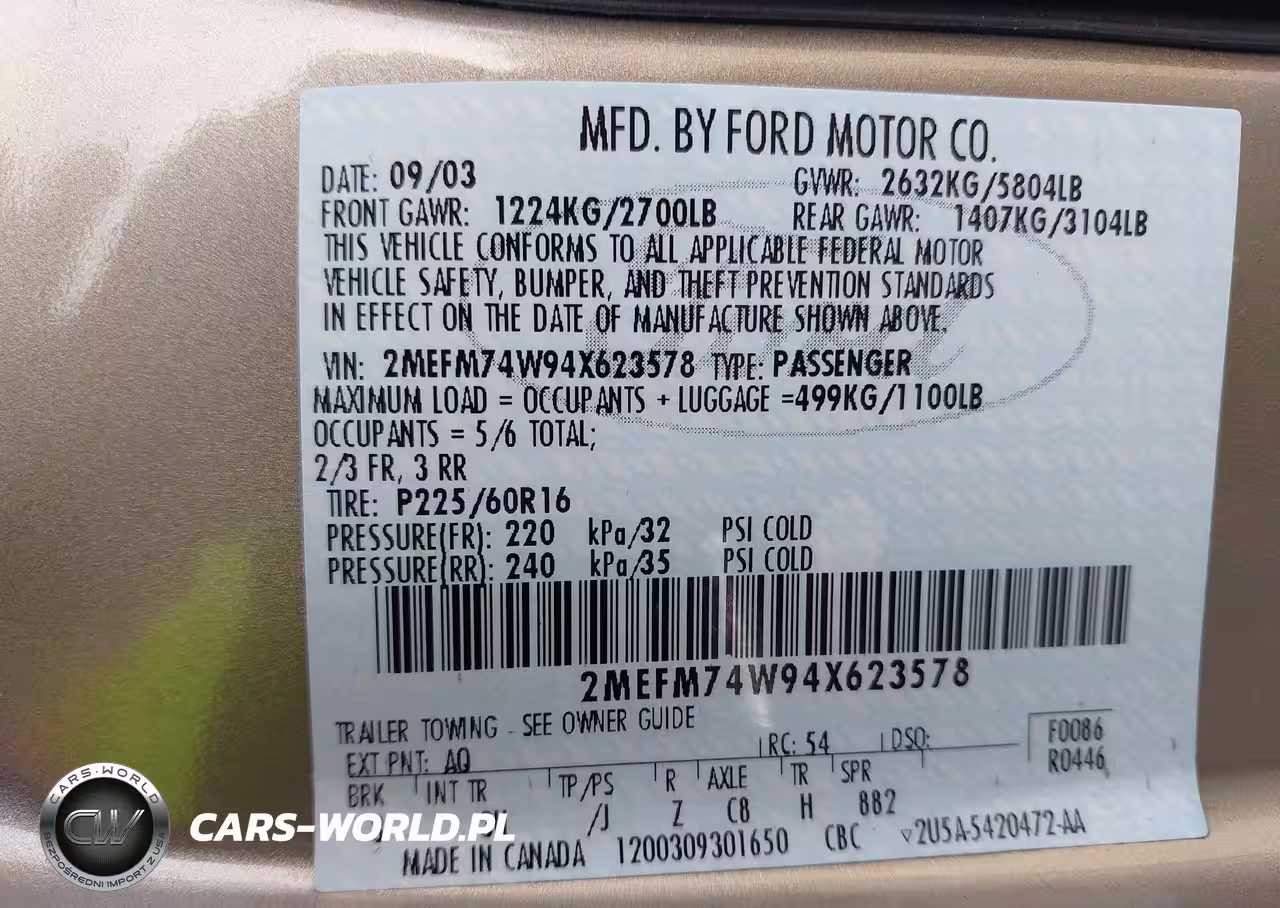 MFD. BY FORD MOTOR CO.
DATE: 09/03 GVWR: 2632KG/5804LB
FRONT GAWR: 1224KG/2700LB REAR GAWR: 1407KG/3104LB
THIS VEHICLE CONFORMS TO ALL APPLICABLE FEDERAL MOTOR
VEHICLE SAFETY, BUMPER, AND THEFT PREVENTION STANDARDS
IN EFFECT ON THE DATE OF MANUFACTURE SHOWN ABOVE.
VIN: 2MEFM74W94X623578 TYPE: PASSENGER
MAXIMUM LOAD = OCCUPANTS + LUGGAGE =499KG/1100LB
OCCUPANTS = 5/6 TOTAL;
2/3 FR, 3 RR
TIRE: P225/60R16
PRESSURE(FR): 220 kPa/32 PSI COLD
PRESSURE(RR): 240 kPa/35 PSI COLD
2MEFM74W94X623578
TRAILER TOWING - SEE OWNER GUIDE
EXT PNT: AQ RC: 54 DSO: F0086
R0446
BRK INT TR TP/PS R AXLE TR SPR
/J Z C8 H 882
MADE IN CANADA 1200309301650 CBC ▽2U5A-5420472-AA
CARS-WORLD
CW
BEZPOŚREDNI IMPORT Z USA
CARS-WORLD.PL